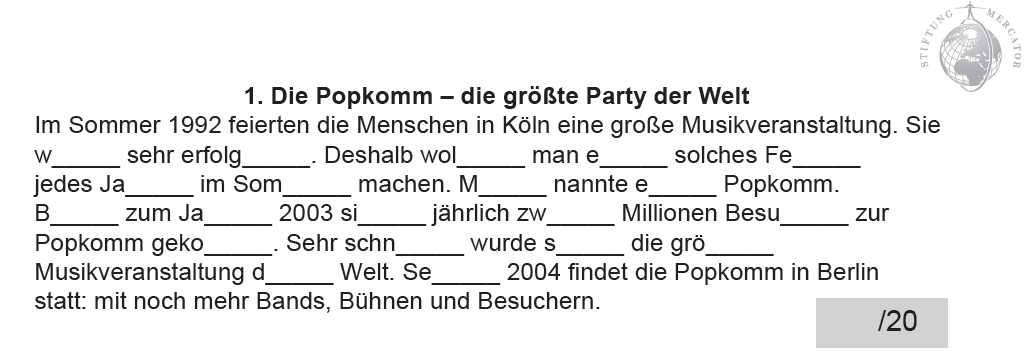 STIFTUNG MERCATOR
1. Die Popkomm – die größte Party der Welt
Im Sommer 1992 feierten die Menschen in Köln eine große Musikveranstaltung. Sie
w_____ sehr erfolg_____. Deshalb wol_____ man e_____ solches Fe_____
jedes Ja_____ im Som_____ machen. M_____ nannte e_____ Popkomm.
B_____ zum Ja_____ 2003 si_____ jährlich zw_____ Millionen Besu_____ zur
Popkomm geko_____. Sehr schn_____ wurde s_____ die grö_____
Musikveranstaltung d_____ Welt. Se_____ 2004 findet die Popkomm in Berlin
statt: mit noch mehr Bands, Bühnen und Besuchern.
/20